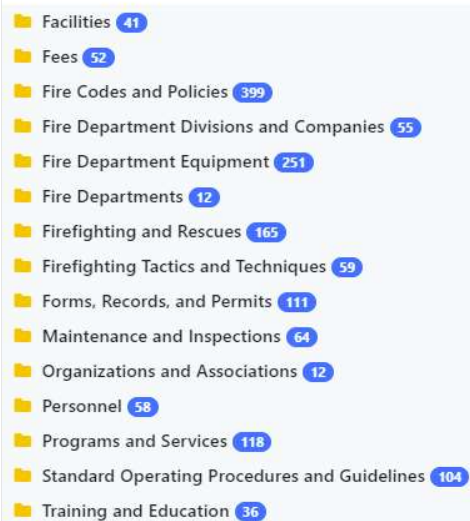 Facilities 41
Fees 52
Fire Codes and Policies 399
Fire Department Divisions and Companies 55
Fire Department Equipment 251
Fire Departments 12
Firefighting and Rescues 165
Firefighting Tactics and Techniques 59
Forms, Records, and Permits 111
Maintenance and Inspections 64
Organizations and Associations 12
Personnel 58
Programs and Services 118
Standard Operating Procedures and Guidelines 104
Training and Education 36